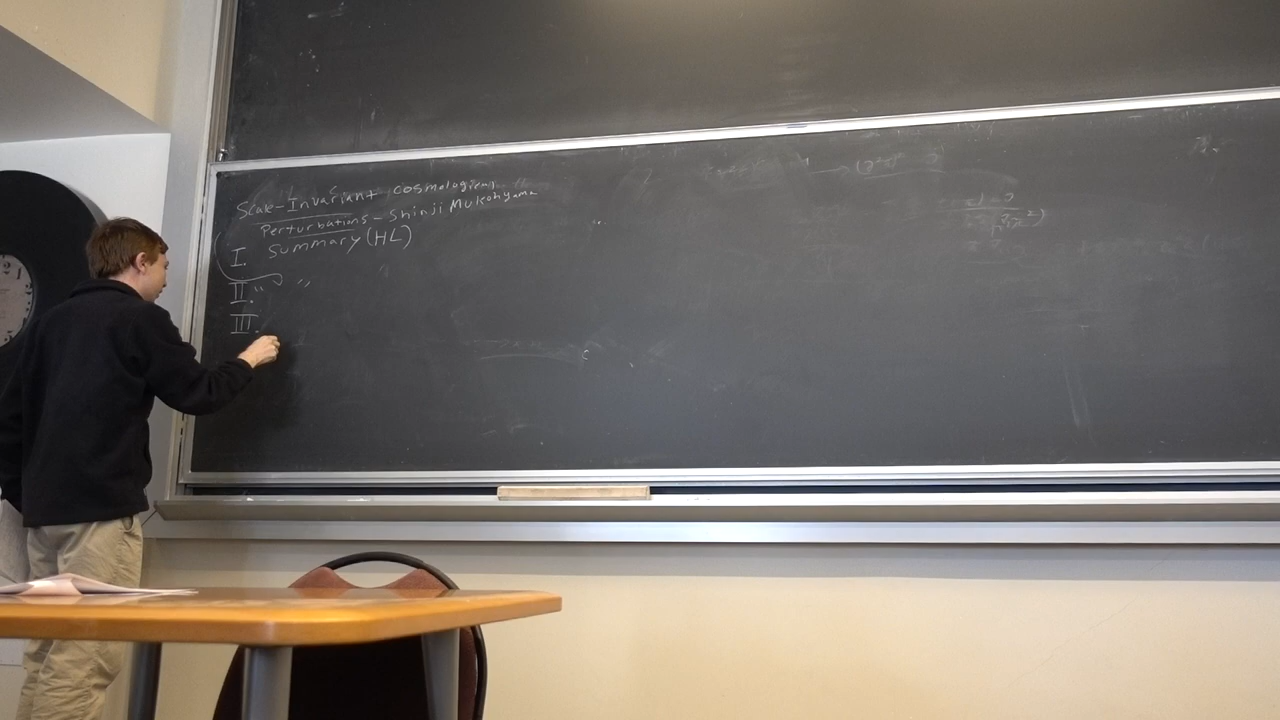 Scale-Invariant cosmological
Perturbations - Shinji Mukohyama
I. Summary (HL)
II. " "
III.